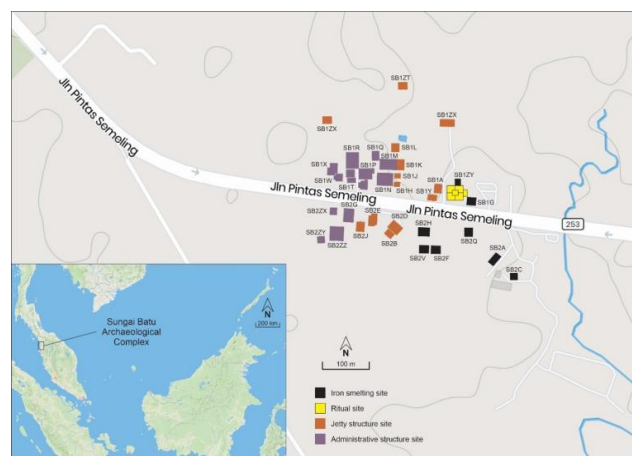 Jln Pintas Semeling
SB1ZT
SB1ZX
SB1ZX
SB1R
SB1Q
SB1L
SB1M
SB1X
SB1P
SB1K
SB1W
SB1J
SB1T
SB1N
SB1H
SB1A
SB1Y
SB1ZY
SB1G
Jln Pintas Semeling
Jln Pintas Semeling
253
SB2ZX
SB2G
SB2E
SB2D
SB2H
SB2Q
SB2ZY
SB2ZZ
SB2J
SB2B
SB2V
SB2F
SB2A
SB2C
Sungai Batu
Archaeological
Complex
N
200 km
N
100 m
Iron smelting site
Ritual site
Jetty structure site
Administrative structure site